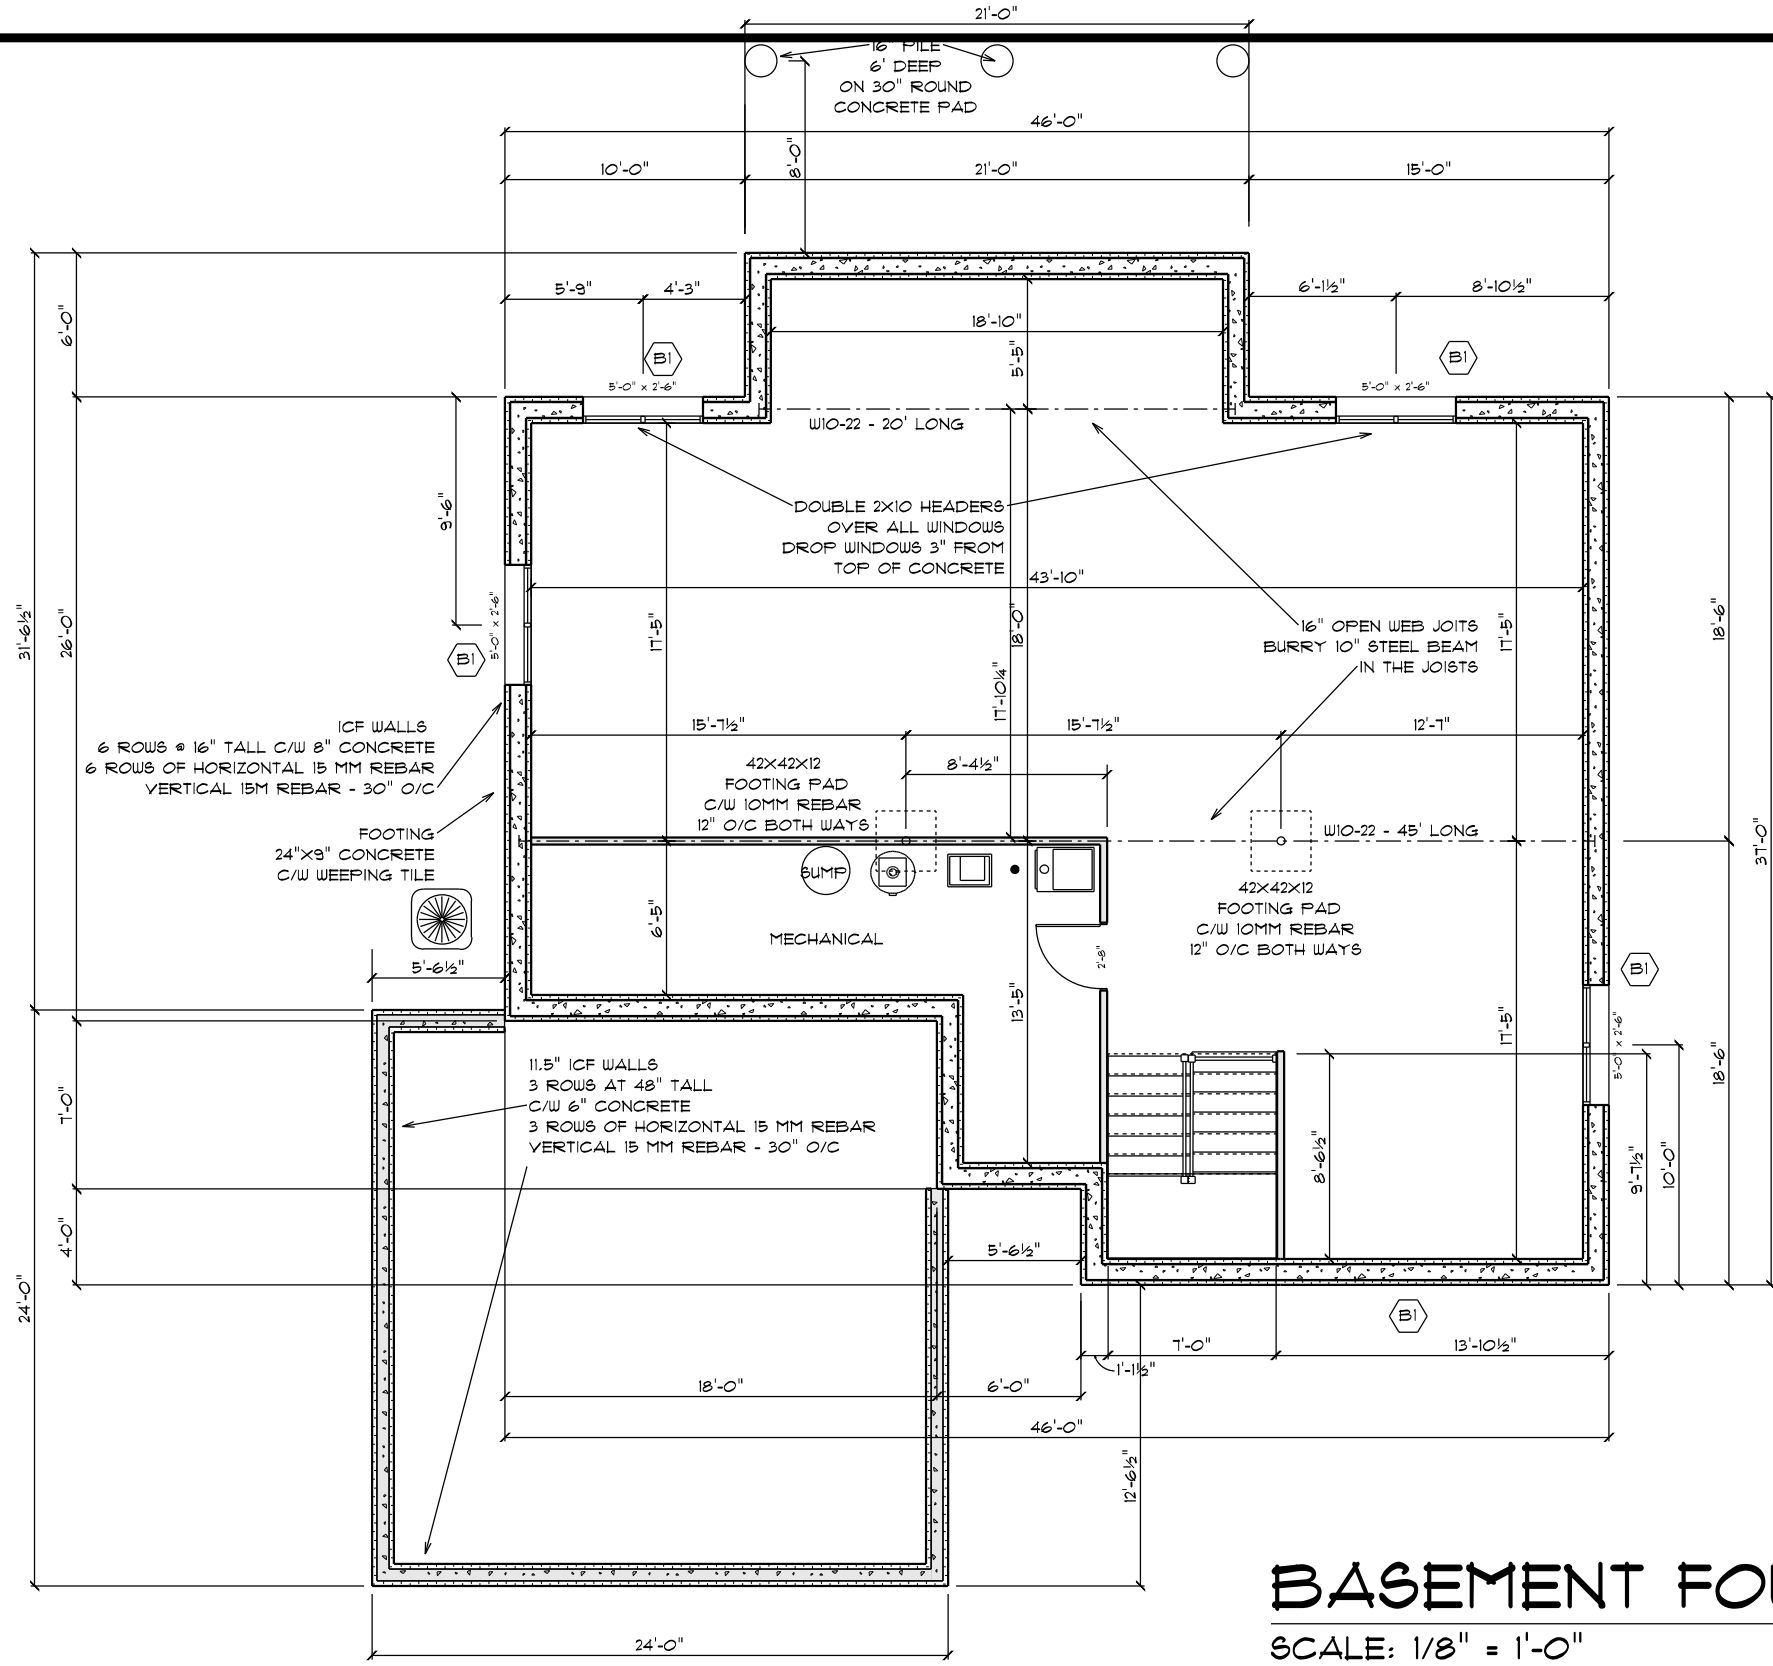 21'-0"
16" PILE
6' DEEP
ON 30" ROUND
CONCRETE PAD
46'-0"
8'-0"
10'-0"
21'-0"
15'-0"
5'-9"
4'-3"
6'-1½"
8'-10½"
6'-0"
18'-10"
5'-5"
B1
5'-0" x 2'-6"
B1
5'-0" x 2'-6"
W10-22 - 20' LONG
9'-6"
DOUBLE 2X10 HEADERS
OVER ALL WINDOWS
DROP WINDOWS 3" FROM
TOP OF CONCRETE
43'-10"
31'-6½"
26'-0"
5'-0" x 2'-6"
B1
17'-5"
18'-0"
17'-10¼"
16" OPEN WEB JOITS
BURRY 10" STEEL BEAM
IN THE JOISTS
17'-5"
18'-6"
37'-0"
ICF WALLS
6 ROWS @ 16" TALL C/W 8" CONCRETE
6 ROWS OF HORIZONTAL 15 MM REBAR
VERTICAL 15M REBAR - 30" O/C
15'-7½"
15'-7½"
12'-7"
42X42X12
FOOTING PAD
C/W 10MM REBAR
12" O/C BOTH WAYS
8'-4½"
W10-22 - 45' LONG
FOOTING
24"X9" CONCRETE
C/W WEEPING TILE
SUMP
42X42X12
FOOTING PAD
C/W 10MM REBAR
12" O/C BOTH WAYS
6'-5"
MECHANICAL
2'-8"
5'-6½"
13'-5"
B1
5'-0" x 2'-6"
17'-5"
18'-6"
11.5" ICF WALLS
3 ROWS AT 48" TALL
C/W 6" CONCRETE
3 ROWS OF HORIZONTAL 15 MM REBAR
VERTICAL 15 MM REBAR - 30" O/C
7'-0"
8'-6½"
9'-7½"
10'-0"
4'-0"
5'-6½"
24'-0"
B1
7'-0"
13'-10½"
1'-1½"
18'-0"
6'-0"
46'-0"
12'-6½"
24'-0"
BASEMENT FO
SCALE: 1/8" = 1'-0"